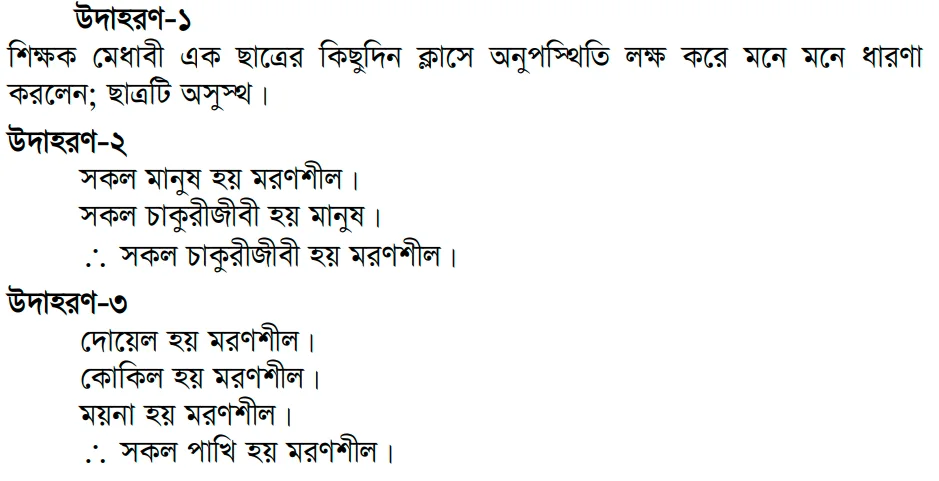 উদাহরণ-১
শিক্ষক মেধাবী এক ছাত্রের কিছুদিন ক্লাসে অনুপস্থিতি লক্ষ করে মনে মনে ধারণা
করলেন; ছাত্রটি অসুস্থ।
উদাহরণ-২
সকল মানুষ হয় মরণশীল।
সকল চাকুরীজীবী হয় মানুষ।
∴ সকল চাকুরীজীবী হয় মরণশীল।
উদাহরণ-৩
দোয়েল হয় মরণশীল।
কোকিল হয় মরণশীল।
ময়না হয় মরণশীল।
∴ সকল পাখি হয় মরণশীল।